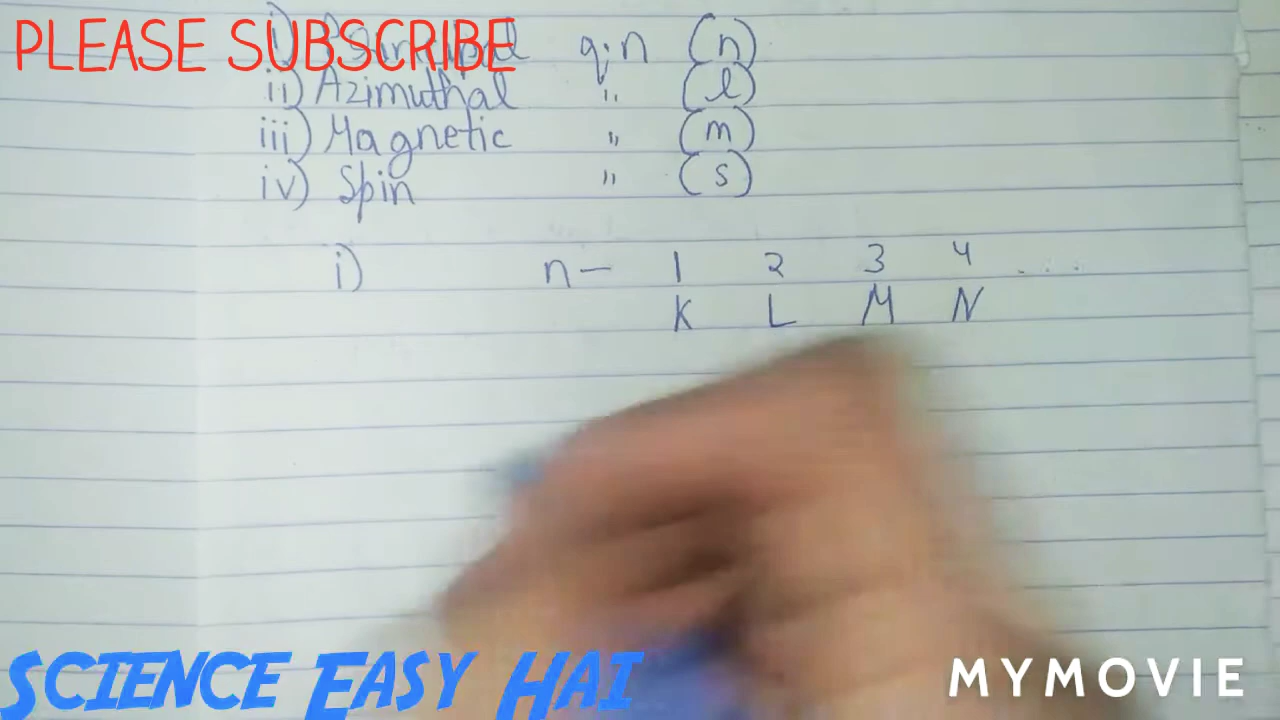 PLEASE SUBSCRIBE
i) q.n (n)
ii) Azimuthal " (l)
iii) Magnetic " (m)
iv) Spin " (s)
i) n — 1 2 3 4 ...
K L M N
SCIENCE EASY HAI
MYMOVIE